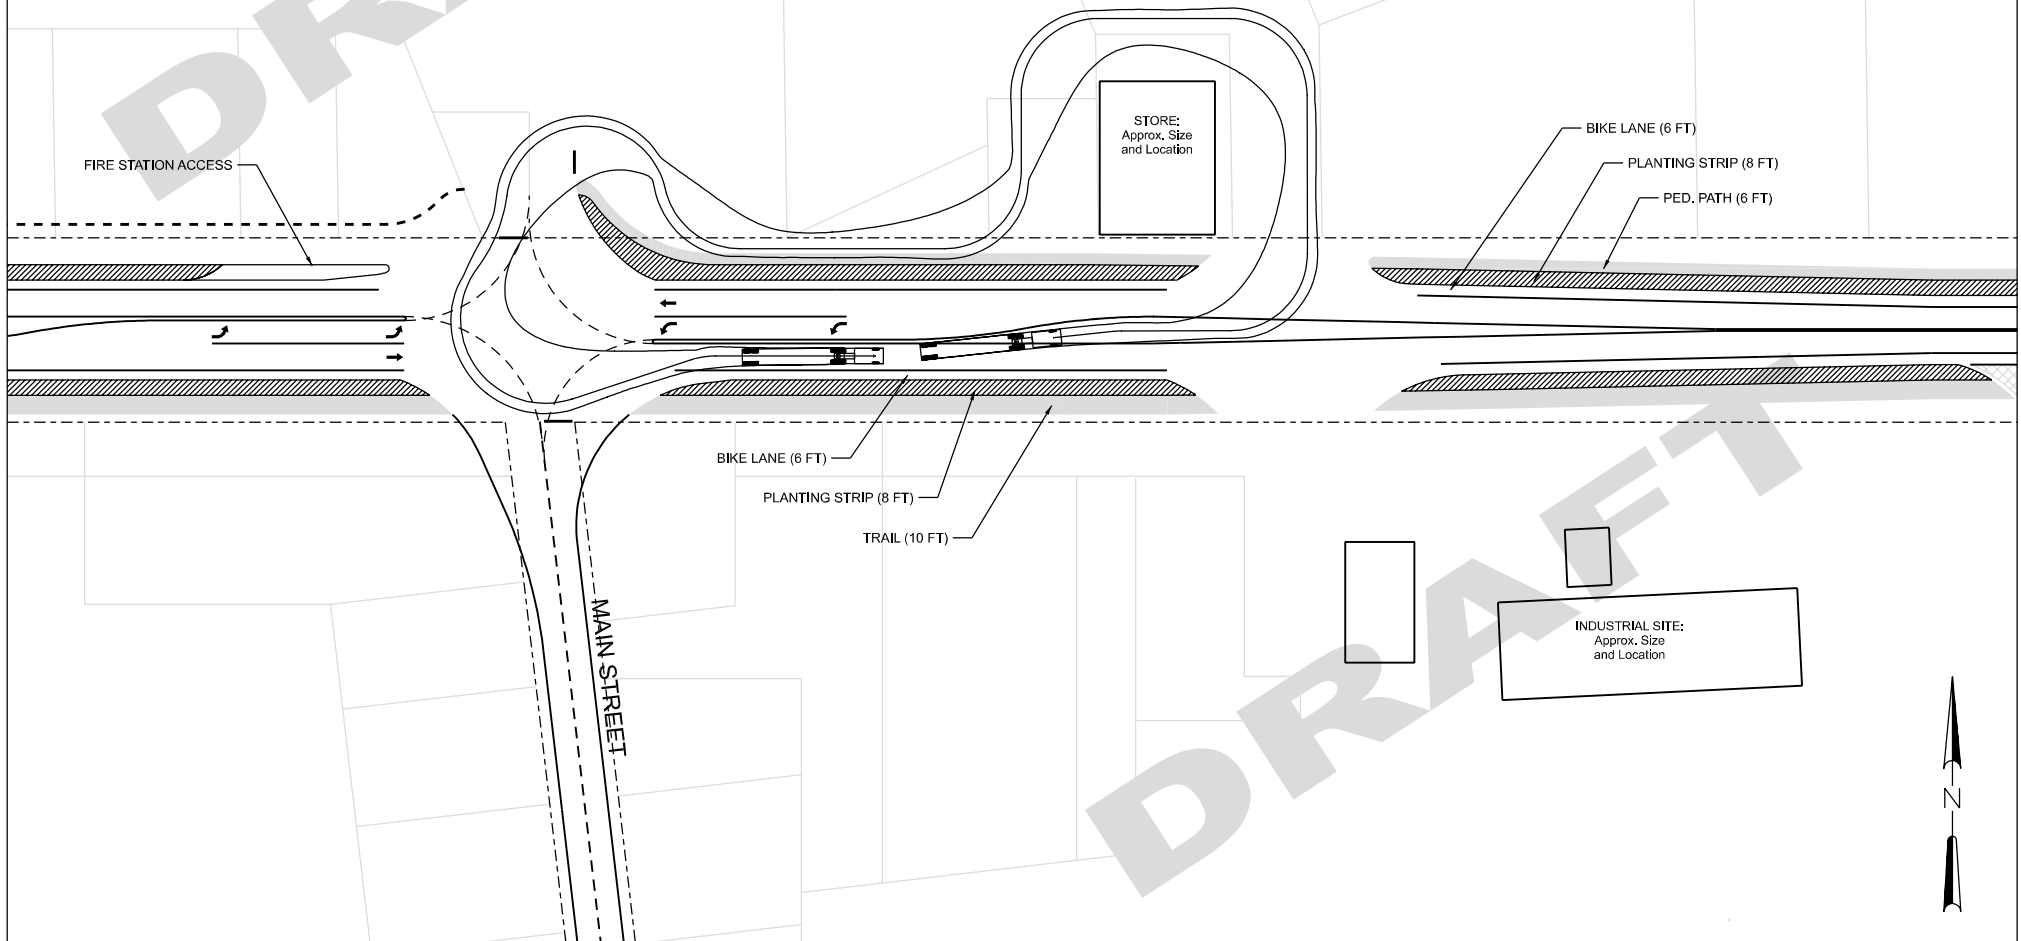 DRAFT
STORE:
Approx. Size
and Location
BIKE LANE (6 FT)
FIRE STATION ACCESS
PLANTING STRIP (8 FT)
PED. PATH (6 FT)
BIKE LANE (6 FT)
PLANTING STRIP (8 FT)
TRAIL (10 FT)
MAIN STREET
INDUSTRIAL SITE:
Approx. Size
and Location
N